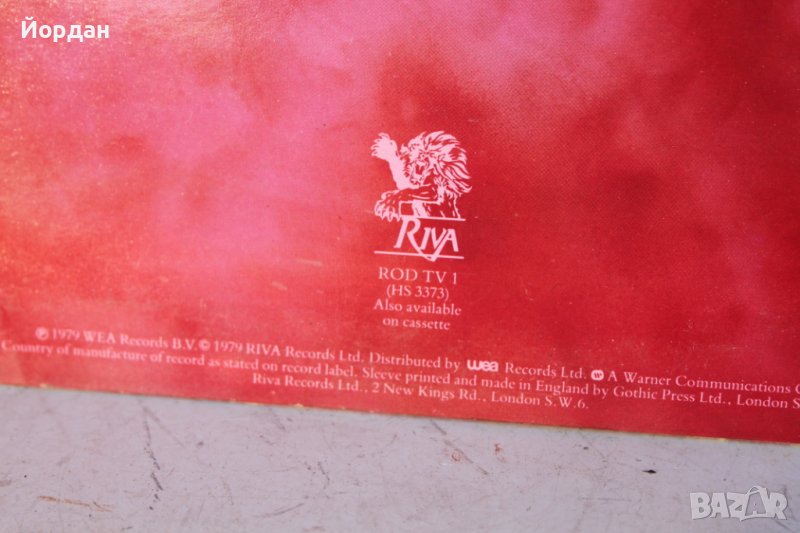 Йордан
RIVA
ROD TV 1
(HS 3373)
Also available
on cassette
℗ 1979 WEA Records B.V. © 1979 RIVA Records Ltd. Distributed by wea Records Ltd. A Warner Communications C
Country of manufacture of record as stated on record label. Sleeve printed and made in England by Gothic Press Ltd., London S
Riva Records Ltd., 2 New Kings Rd., London S.W.6.
BAZAR